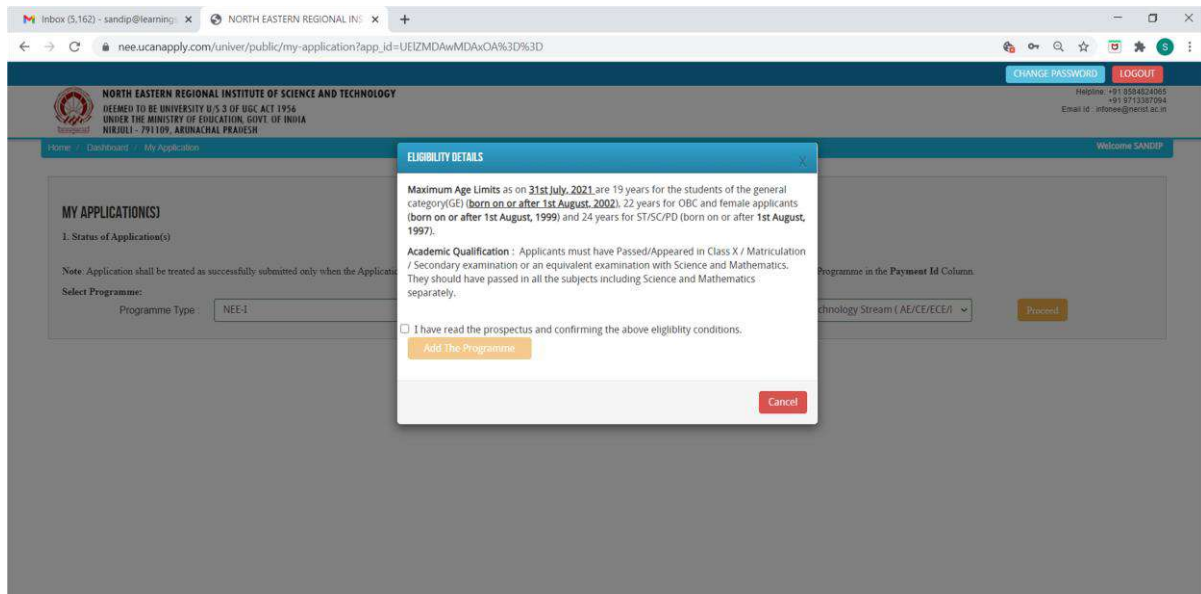 Inbox (5,162) - sandip@learning
NORTH EASTERN REGIONAL INS
nee.ucanapply.com/univer/public/my-application?app_id=UElZMDAwMDAxOA%3D%3D
S
CHANGE PASSWORD
LOGOUT
NORTH EASTERN REGIONAL INSTITUTE OF SCIENCE AND TECHNOLOGY
DEEMED TO BE UNIVERSITY U/S 3 OF UGC ACT 1956
UNDER THE MINISTRY OF EDUCATION, GOVT. OF INDIA
NIRJULI - 791109, ARUNACHAL PRADESH
Helpline: +91 8584824065
+91 9713387094
Email Id : infonee@nerist.ac.in
Home / Dashboard / My Application
Welcome SANDIP
ELIGIBILITY DETAILS
X
Maximum Age Limits as on 31st July, 2021 are 19 years for the students of the general
category(GE) (born on or after 1st August, 2002), 22 years for OBC and female applicants
(born on or after 1st August, 1999) and 24 years for ST/SC/PD (born on or after 1st August,
1997).
Academic Qualification : Applicants must have Passed/Appeared in Class X / Matriculation
/ Secondary examination or an equivalent examination with Science and Mathematics.
They should have passed in all the subjects including Science and Mathematics
separately.
I have read the prospectus and confirming the above eligliblity conditions.
Add The Programme
Cancel
MY APPLICATION(S)
1. Status of Application(s)
Note: Application shall be treated as successfully submitted only when the Applicatio
Programme in the Payment Id Column.
Select Programme:
Programme Type :
NEE-I
chnology Stream ( AE/CE/ECE/I
Proceed